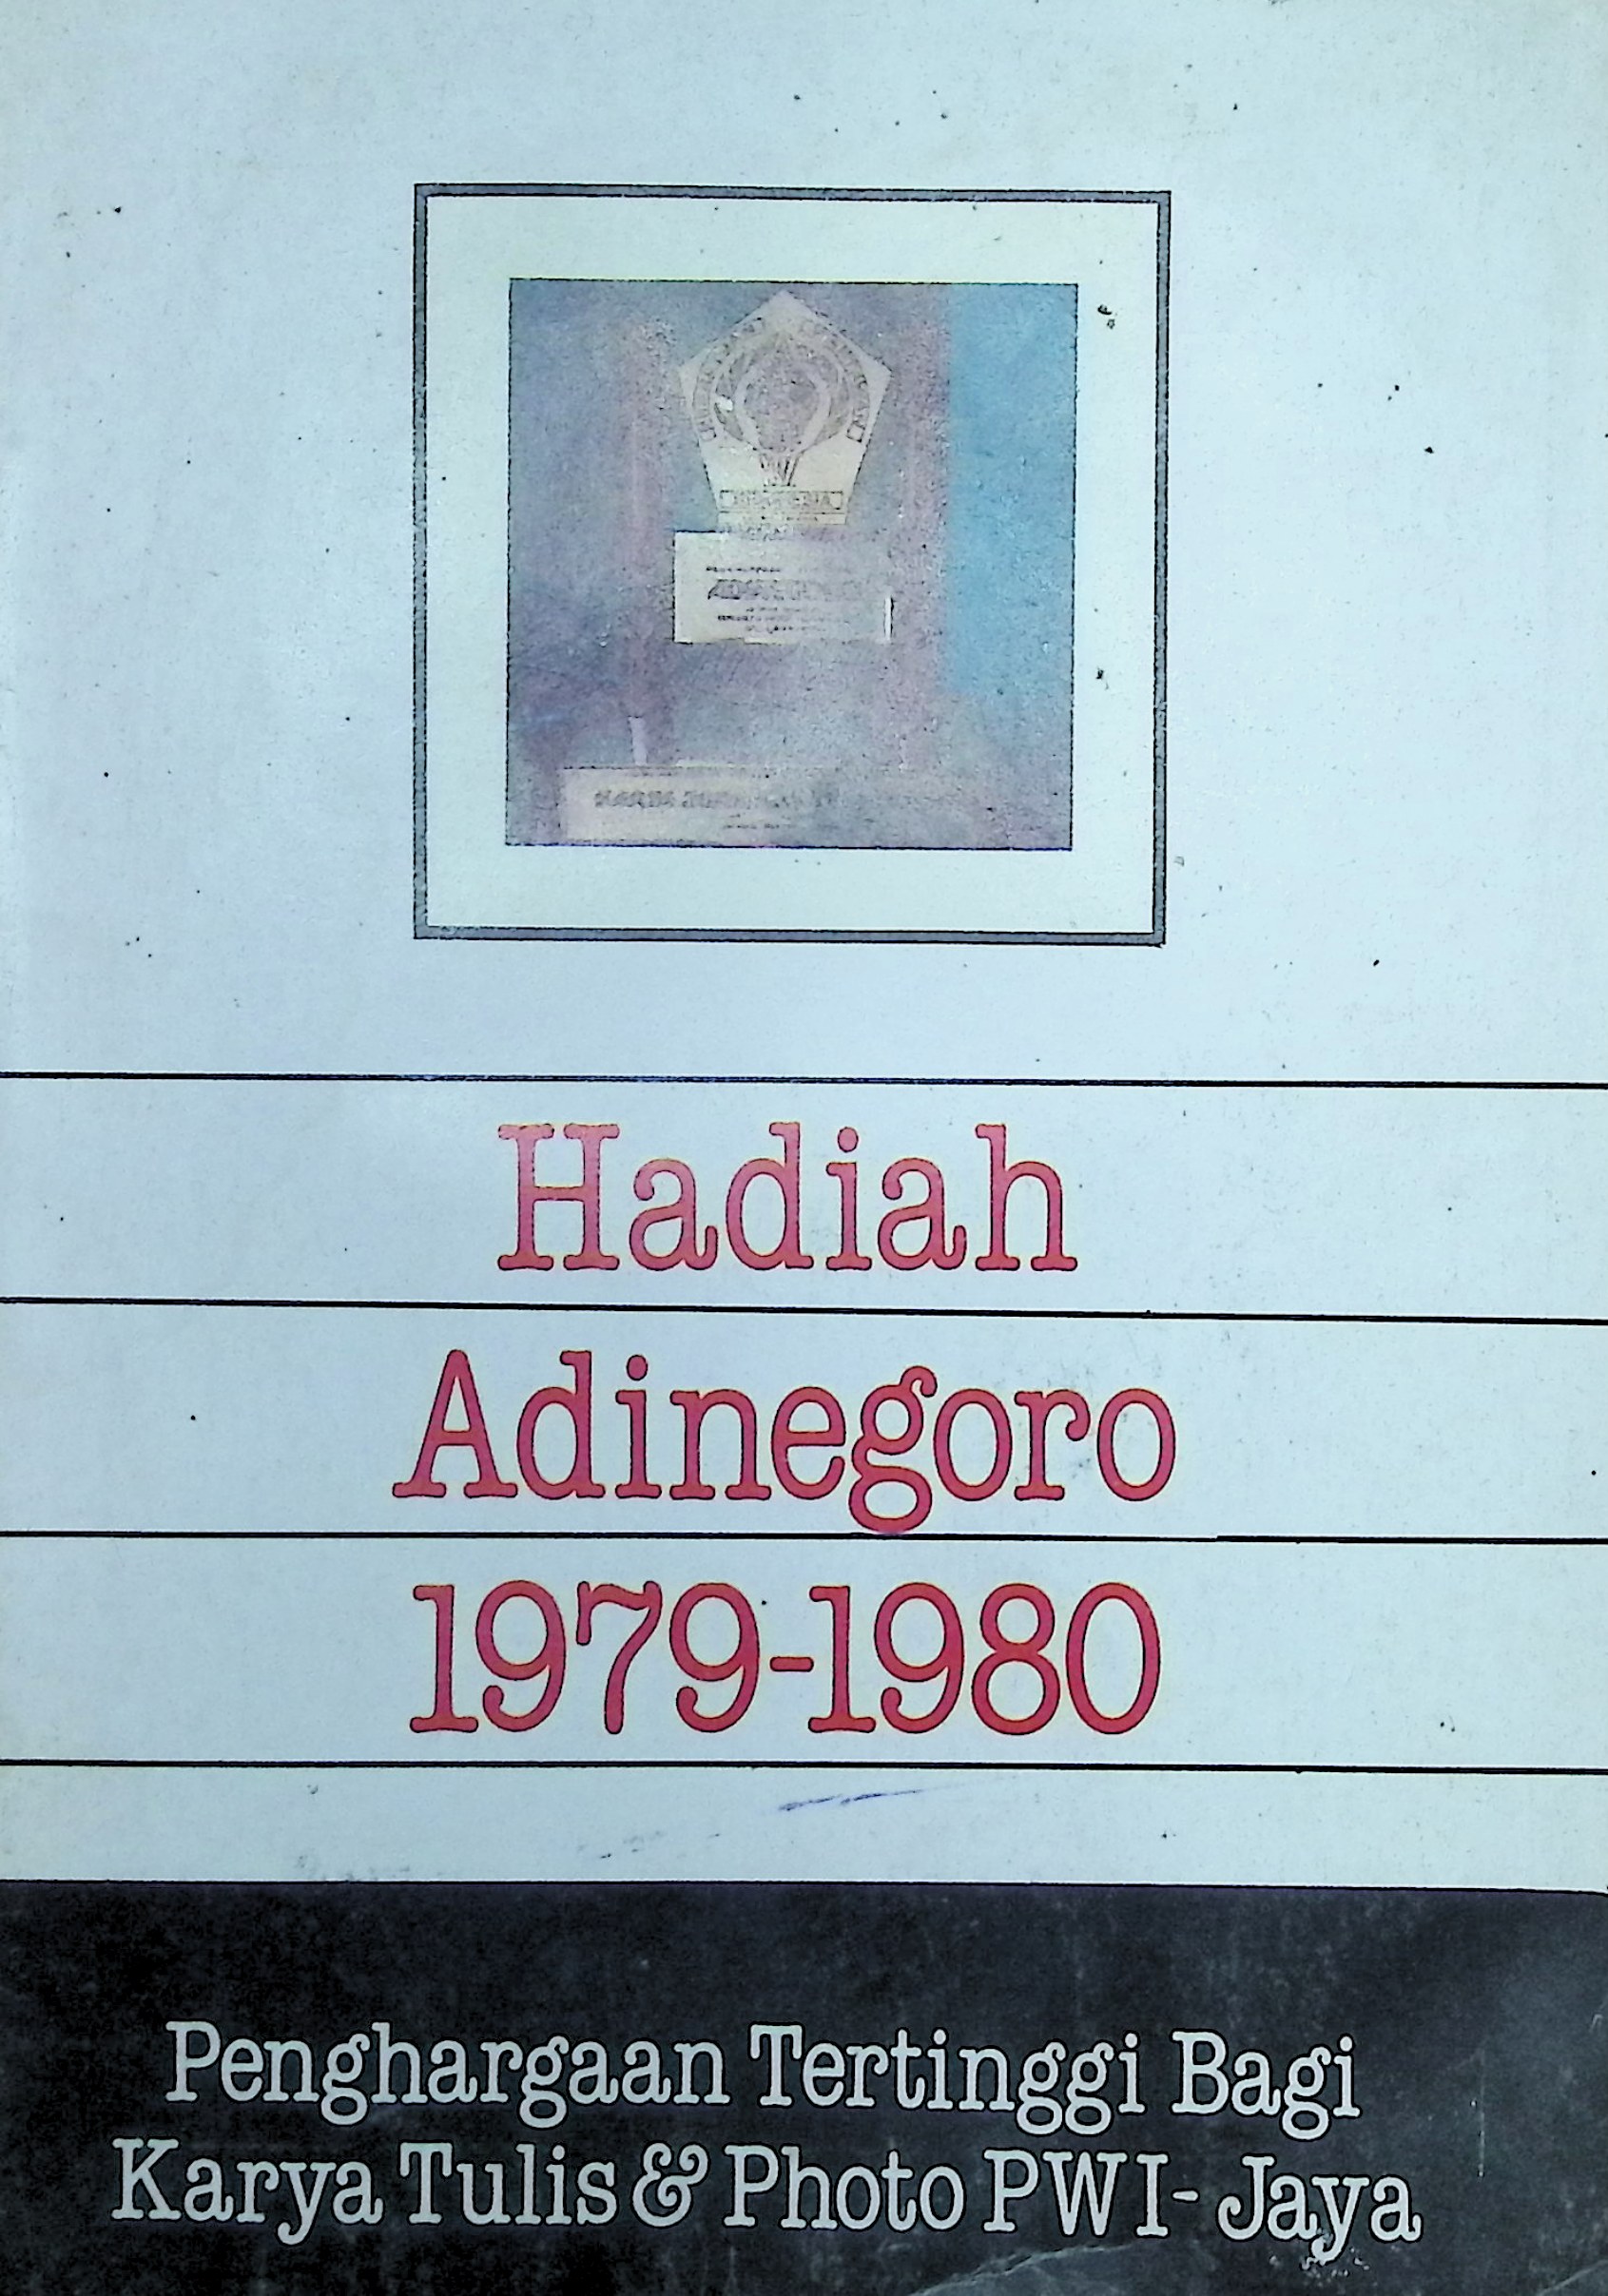 Hadiah
Adinegoro
1979-1980
Penghargaan Tertinggi Bagi
Karya Tulis & Photo PWI-Jaya